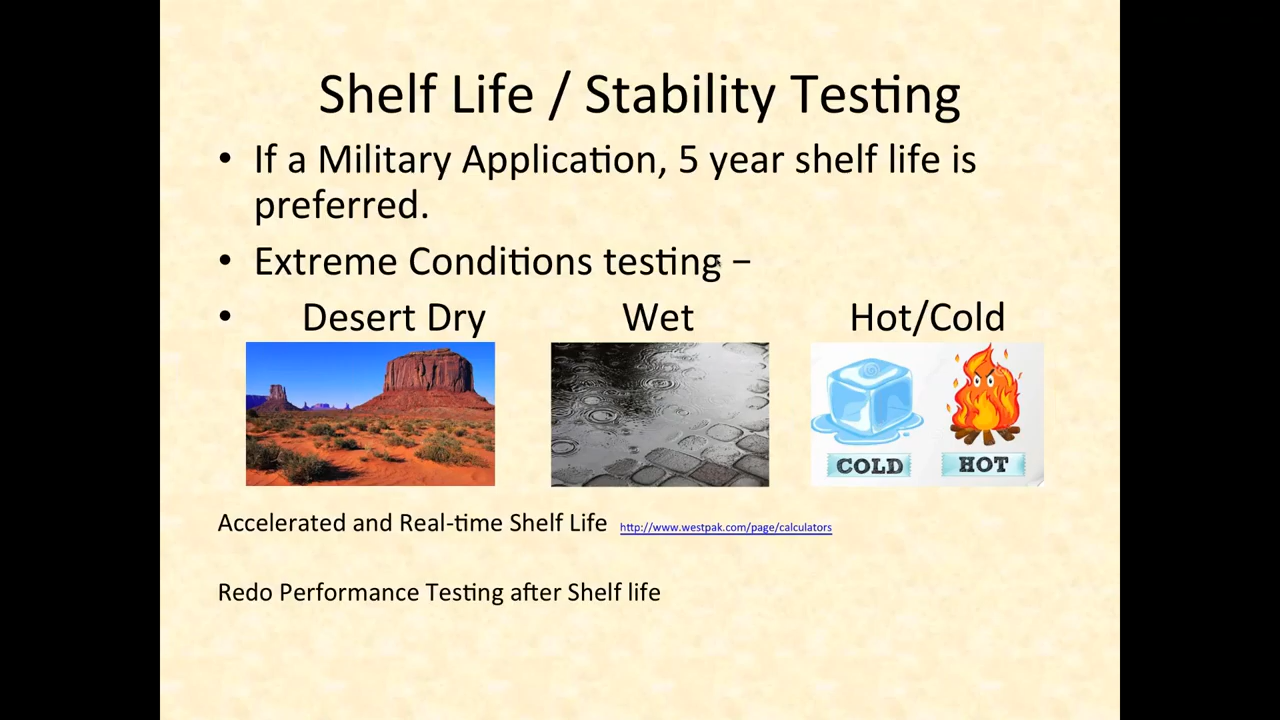 Shelf Life / Stability Testing
• If a Military Application, 5 year shelf life is
preferred.
• Extreme Conditions testing –
• Desert Dry Wet Hot/Cold
COLD HOT
Accelerated and Real-time Shelf Life http://www.westpak.com/page/calculators
Redo Performance Testing after Shelf life